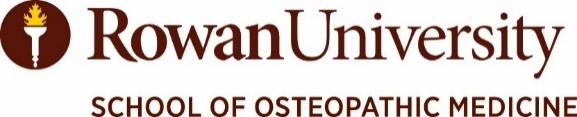 RowanUniversity
SCHOOL OF OSTEOPATHIC MEDICINE